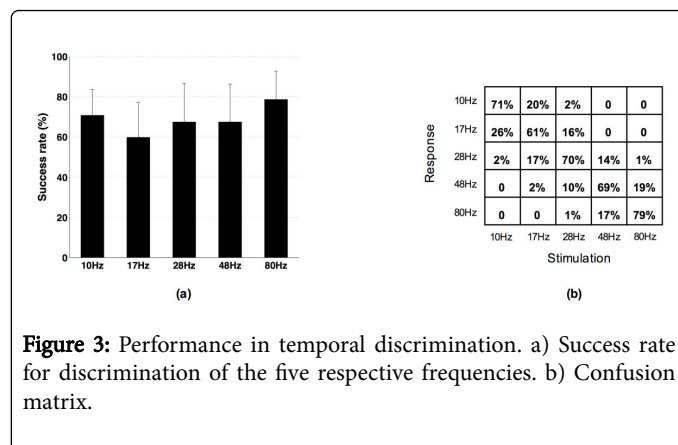 100
80
60
40
20
0
Success rate (%)
10Hz 17Hz 28Hz 48Hz 80Hz
(a)
Response
10Hz 71% 20% 2% 0 0
17Hz 26% 61% 16% 0 0
28Hz 2% 17% 70% 14% 1%
48Hz 0 2% 10% 69% 19%
80Hz 0 0 1% 17% 79%
10Hz 17Hz 28Hz 48Hz 80Hz
Stimulation
(b)
Figure 3: Performance in temporal discrimination. a) Success rate
for discrimination of the five respective frequencies. b) Confusion
matrix.